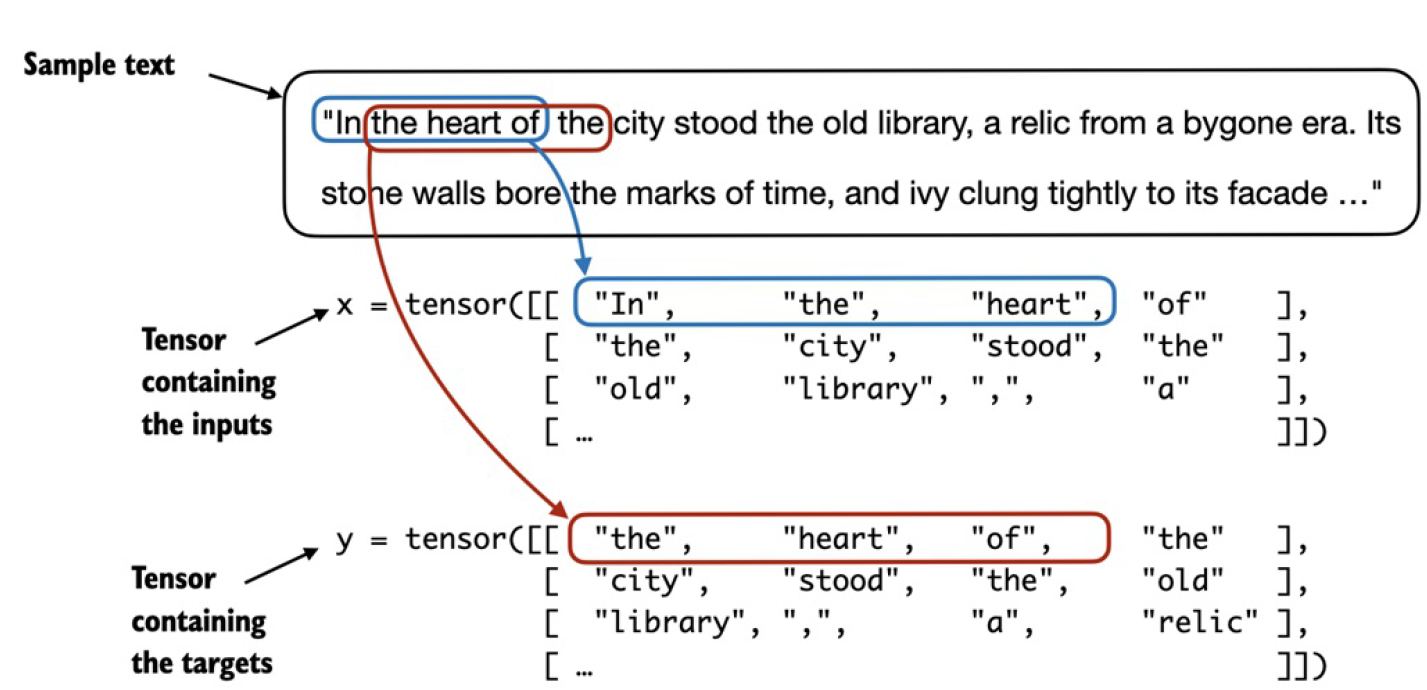 Sample text
"In the heart of the city stood the old library, a relic from a bygone era. Its
stone walls bore the marks of time, and ivy clung tightly to its facade …"
x = tensor([[ "In", "the", "heart", "of" ],
[ "the", "city", "stood", "the" ],
[ "old", "library", ",", "a" ],
[ … ]])
Tensor
containing
the inputs
y = tensor([[ "the", "heart", "of", "the" ],
[ "city", "stood", "the", "old" ],
[ "library", ",", "a", "relic" ],
[ … ]])
Tensor
containing
the targets